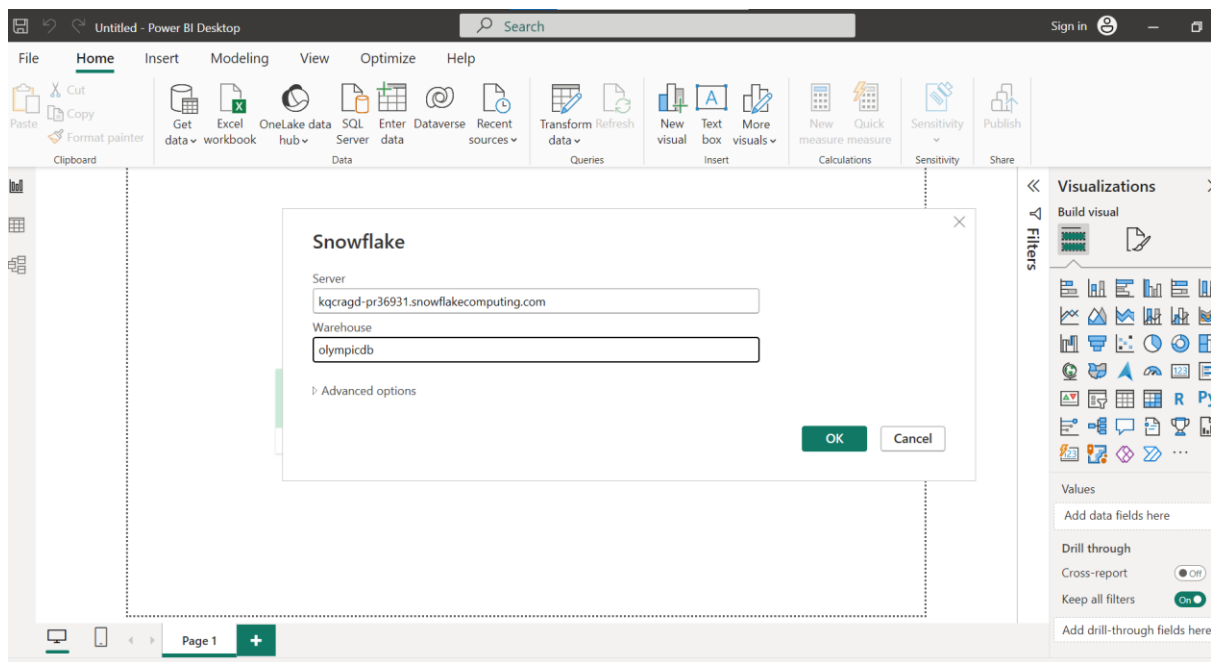 Untitled - Power BI Desktop
Search
Sign in
File Home Insert Modeling View Optimize Help
Paste
Cut
Copy
Format painter
Clipboard
Get data
Excel workbook
OneLake data hub
SQL Server
Enter data
Dataverse
Recent sources
Data
Transform data
Refresh
Queries
New visual
Text box
More visuals
Insert
New measure
Quick measure
Calculations
Sensitivity
Sensitivity
Publish
Share
Snowflake
Server
kqcragd-pr36931.snowflakecomputing.com
Warehouse
olympicdb
Advanced options
OK
Cancel
Filters
Visualizations
Build visual
123
R
Py
123
Values
Add data fields here
Drill through
Cross-report
Off
Keep all filters
On
Add drill-through fields here
Page 1